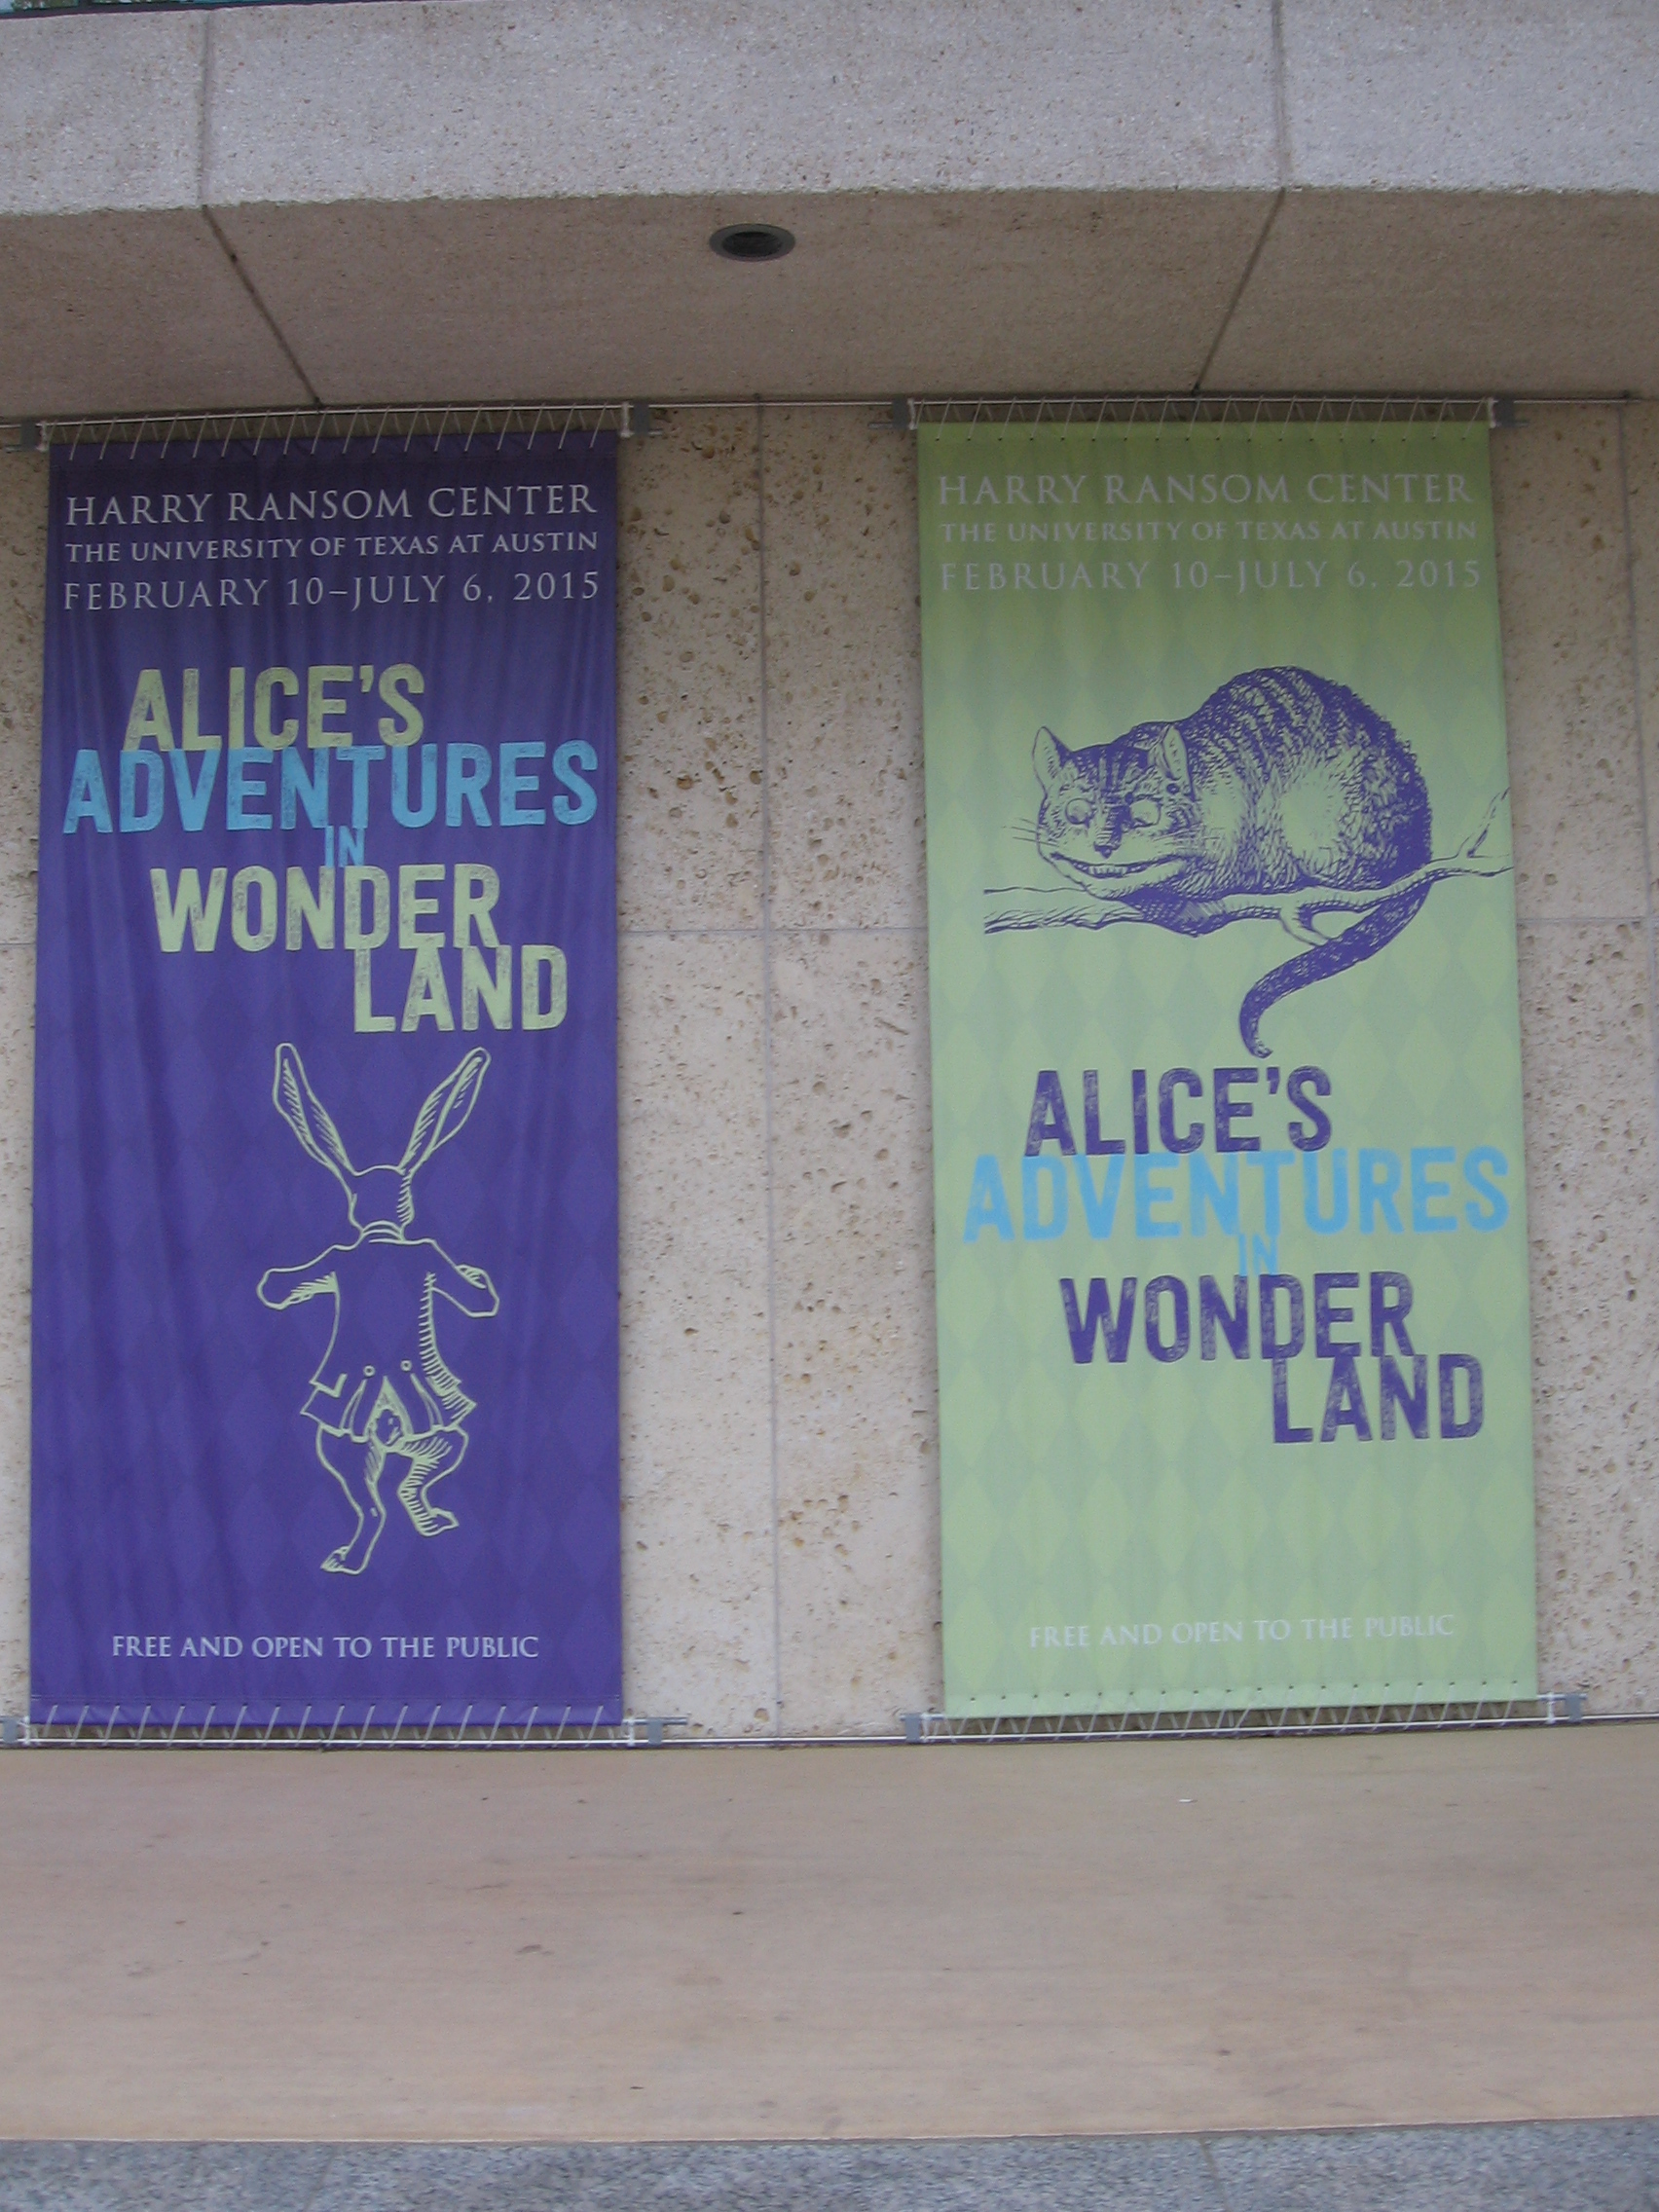 HARRY RANSOM CENTER
THE UNIVERSITY OF TEXAS AT AUSTIN
FEBRUARY 10–JULY 6, 2015
ALICE'S
ADVENTURES
IN
WONDER
LAND
FREE AND OPEN TO THE PUBLIC
HARRY RANSOM CENTER
THE UNIVERSITY OF TEXAS AT AUSTIN
FEBRUARY 10–JULY 6, 2015
ALICE'S
ADVENTURES
IN
WONDER
LAND
FREE AND OPEN TO THE PUBLIC